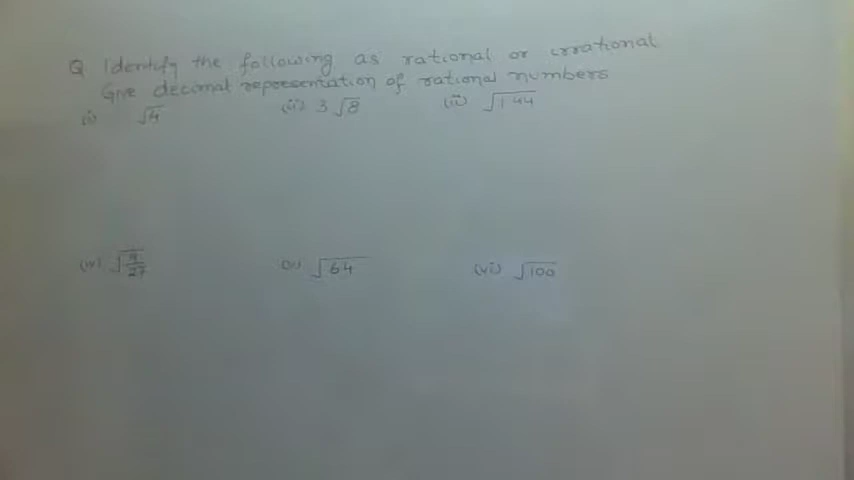 Q Identify the following as rational or irrational
Give decimal representation of rational numbers
(i) √4 (ii) 3√8 (iii) √144
(iv) √9/27 (v) √64 (vi) √100